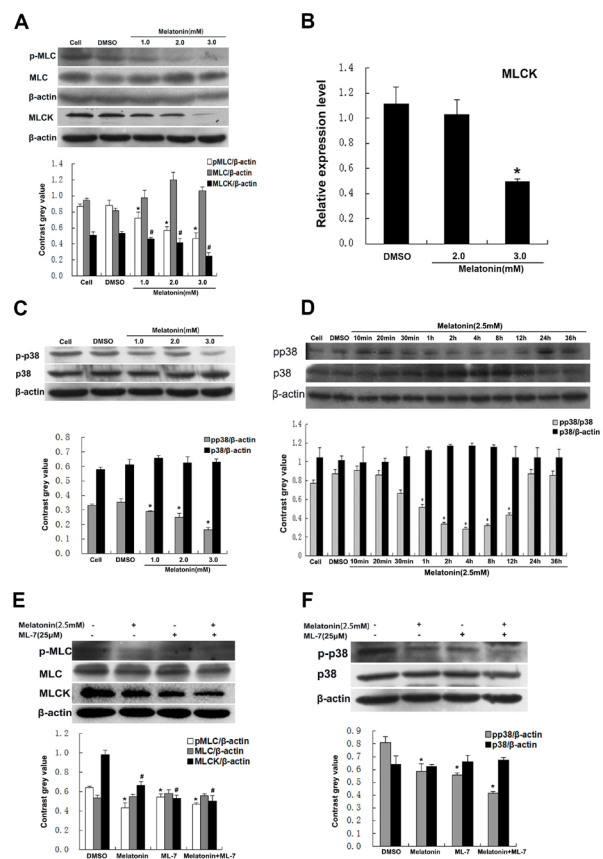 A
Cell DMSO Melatonin(mM)
1.0 2.0 3.0
p-MLC
MLC
β-actin
MLCK
β-actin
pMLC/β-actin
MLC/β-actin
MLCK/β-actin
Contrast grey value
1.4
1.2
1.0
0.8
0.6
0.4
0.2
0.0
* # * # * #
Cell DMSO 1.0 2.0 3.0
Melatonin(mM)
B
MLCK
Relative expression level
1.4
1.2
1.0
0.8
0.6
0.4
0.2
0.0
*
DMSO 2.0 3.0
Melatonin(mM)
C
Cell DMSO Melatonin(mM)
1.0 2.0 3.0
p-p38
p38
β-actin
pp38/β-actin
p38/β-actin
Contrast grey value
0.8
0.7
0.6
0.5
0.4
0.3
0.2
0.1
0.0
* * *
Cell DMSO 1.0 2.0 3.0
Melatonin(mM)
D
Melatonin(2.5mM)
Cell DMSO 10min 20min 30min 1h 2h 4h 8h 12h 24h 36h
pp38
p38
β-actin
pp38/p38
p38/β-actin
Contrast grey value
1.4
1.2
1
0.8
0.6
0.4
0.2
0
* * * * *
Cell DMSO 10min 20min 30min 1h 2h 4h 8h 12h 24h 36h
Melatonin(2.5mM)
E
Melatonin(2.5mM) - + - +
ML-7(25μM) - - + +
p-MLC
MLC
MLCK
β-actin
pMLC/β-actin
MLC/β-actin
MLCK/β-actin
Contrast grey value
1.2
1.0
0.8
0.6
0.4
0.2
0.0
* # * # * #
DMSO Melatonin ML-7 Melatonin+ML-7
F
Melatonin(2.5mM) - + - +
ML-7(25μM) - - + +
p-p38
p38
β-actin
pp38/β-actin
p38/β-actin
Contrast grey value
0.9
0.8
0.7
0.6
0.5
0.4
0.3
0.2
0.1
0.0
* * *
DMSO Melatonin ML-7 Melatonin+ML-7